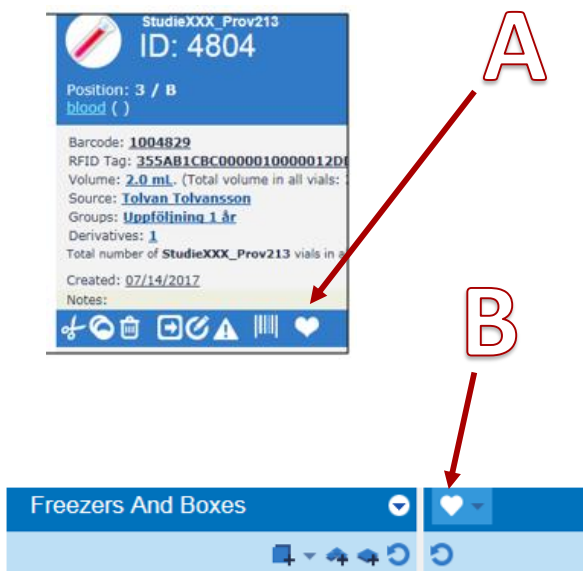 StudieXXX_Prov213
ID: 4804
A
Position: 3 / B
blood ( )
Barcode: 1004829
RFID Tag: 355AB1CBC0000010000012D
Volume: 2.0 mL. (Total volume in all vials:
Source: Tolvan Tolvansson
Groups: Uppföljning 1 år
Derivatives: 1
Total number of StudieXXX_Prov213 vials in a
Created: 07/14/2017
Notes:
B
Freezers And Boxes